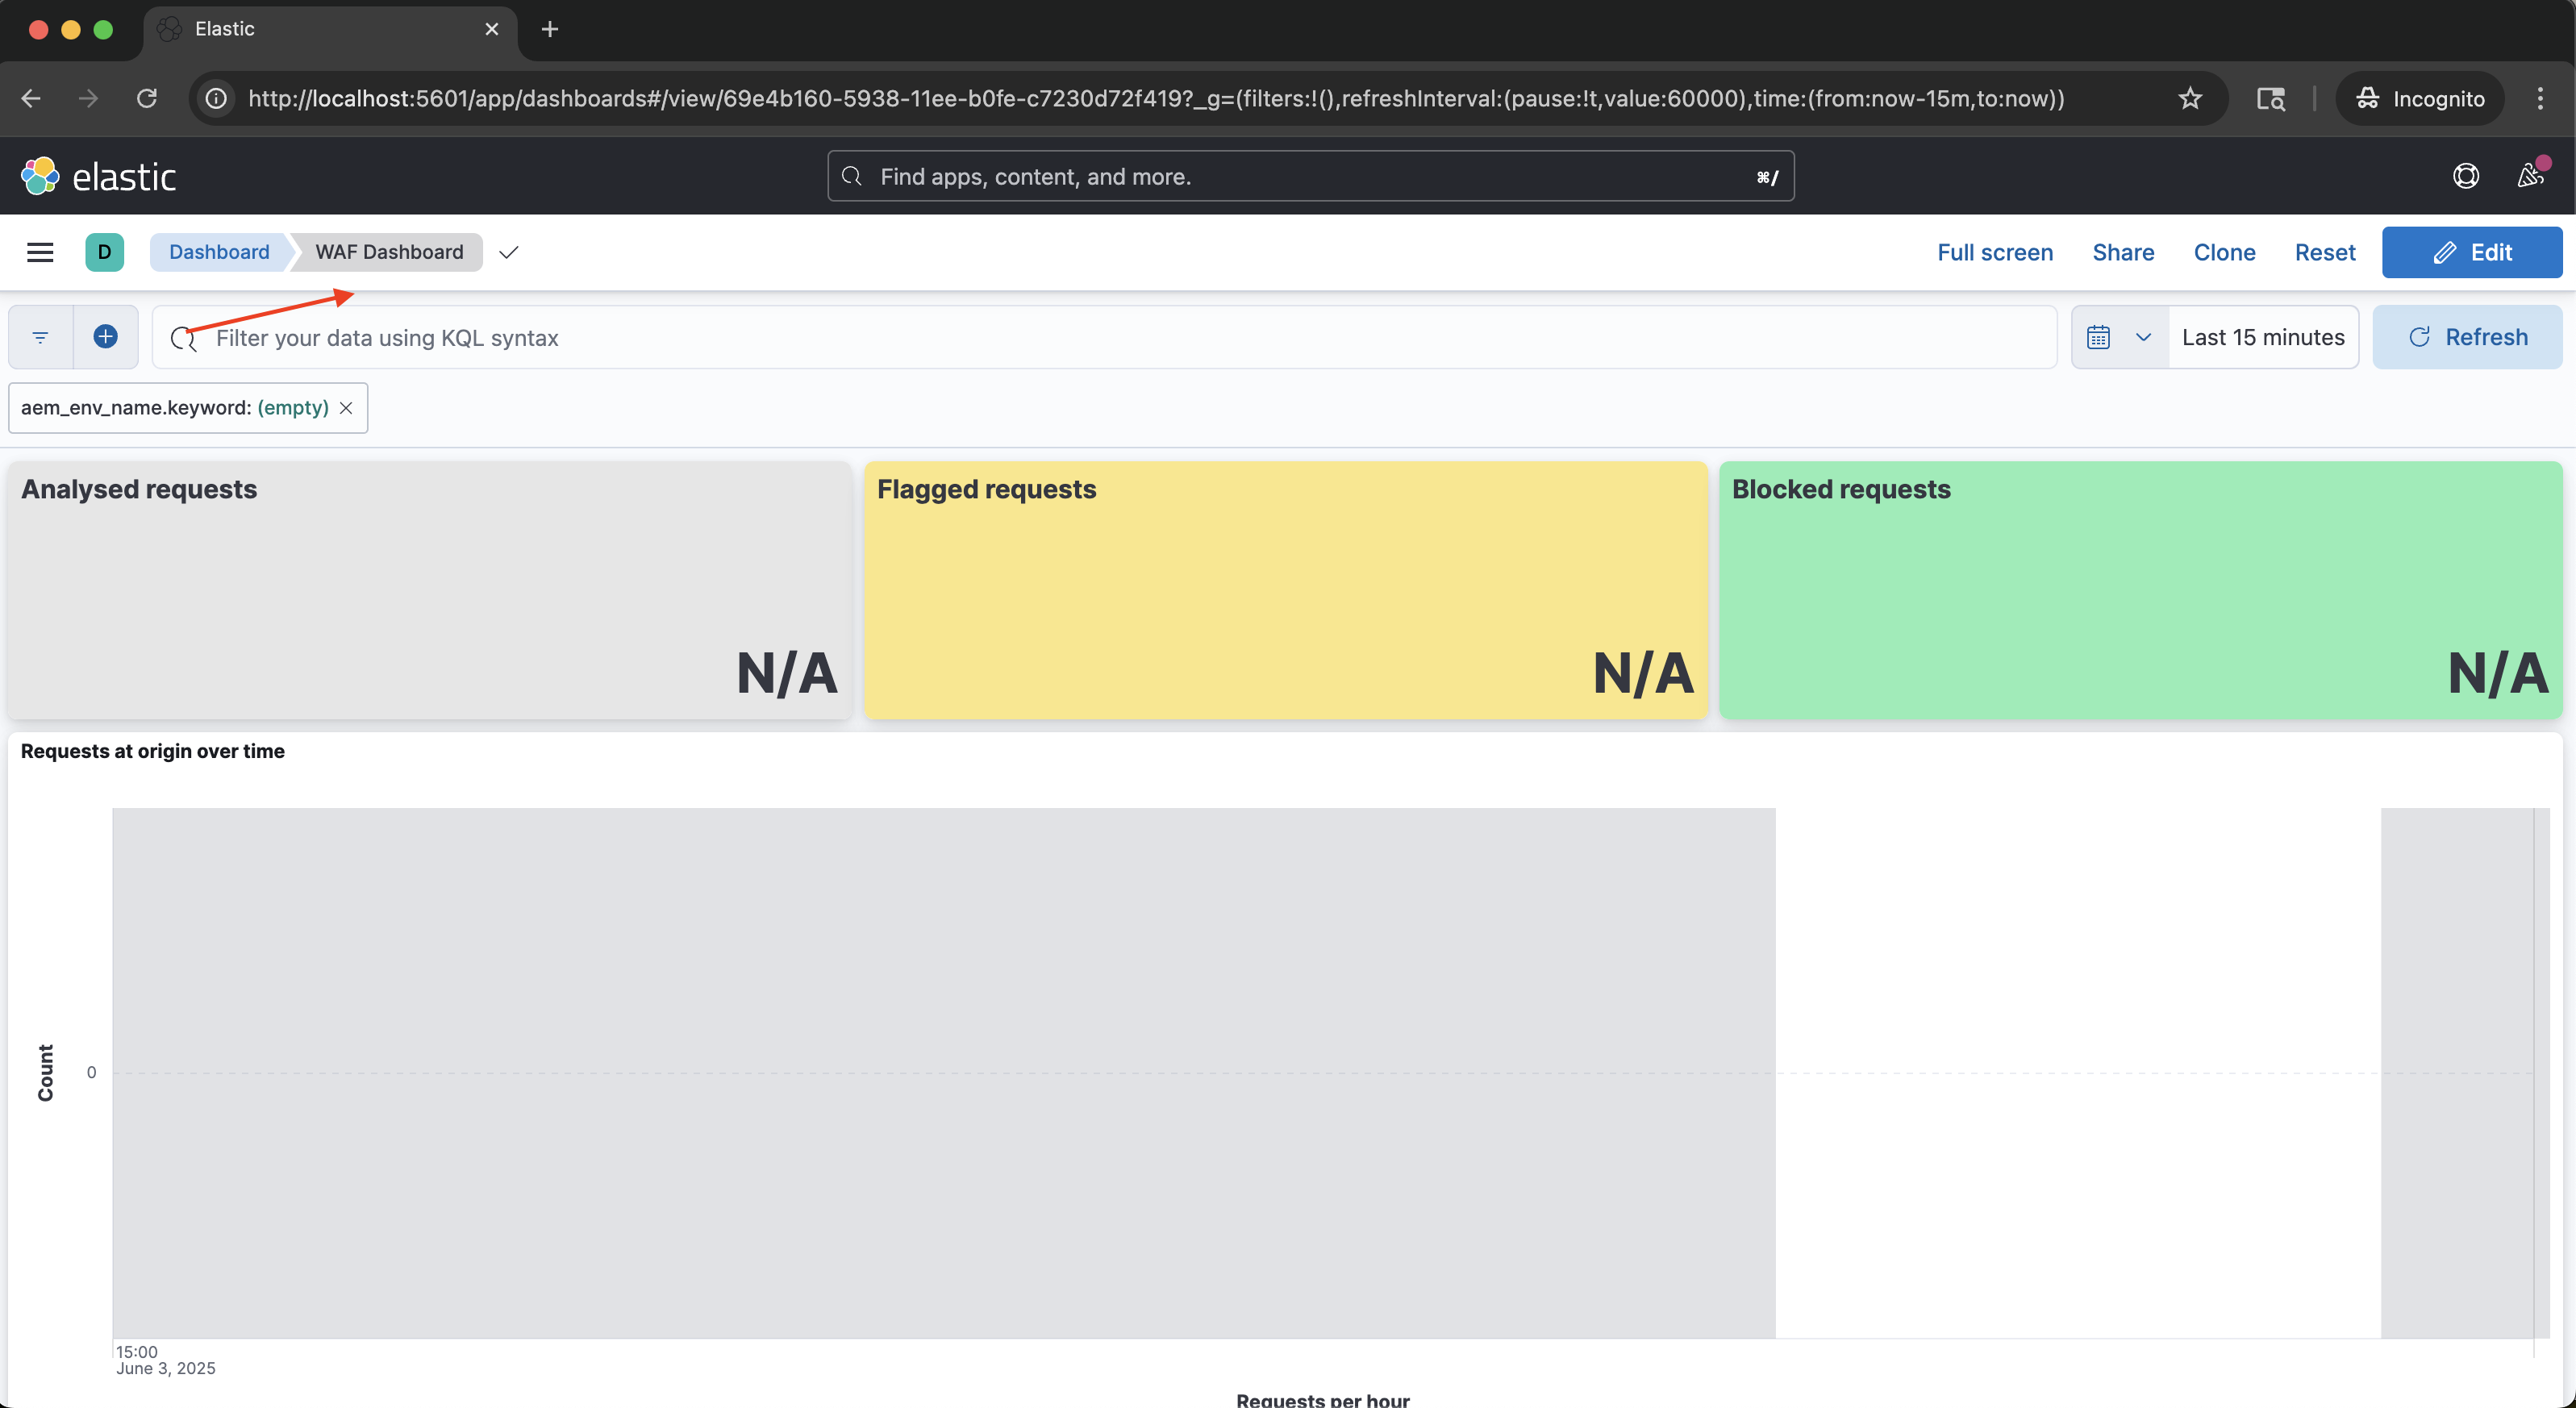 Elastic
http://localhost:5601/app/dashboards#/view/69e4b160-5938-11ee-b0fe-c7230d72f419?_g=(filters:!(),refreshInterval:(pause:!t,value:60000),time:(from:now-15m,to:now))
Incognito
elastic
Find apps, content, and more.
⌘/
D
Dashboard
WAF Dashboard
Full screen
Share
Clone
Reset
Edit
Filter your data using KQL syntax
Last 15 minutes
Refresh
aem_env_name.keyword: (empty)
Analysed requests
N/A
Flagged requests
N/A
Blocked requests
N/A
Requests at origin over time
Count
0
15:00
June 3, 2025
Requests per hour